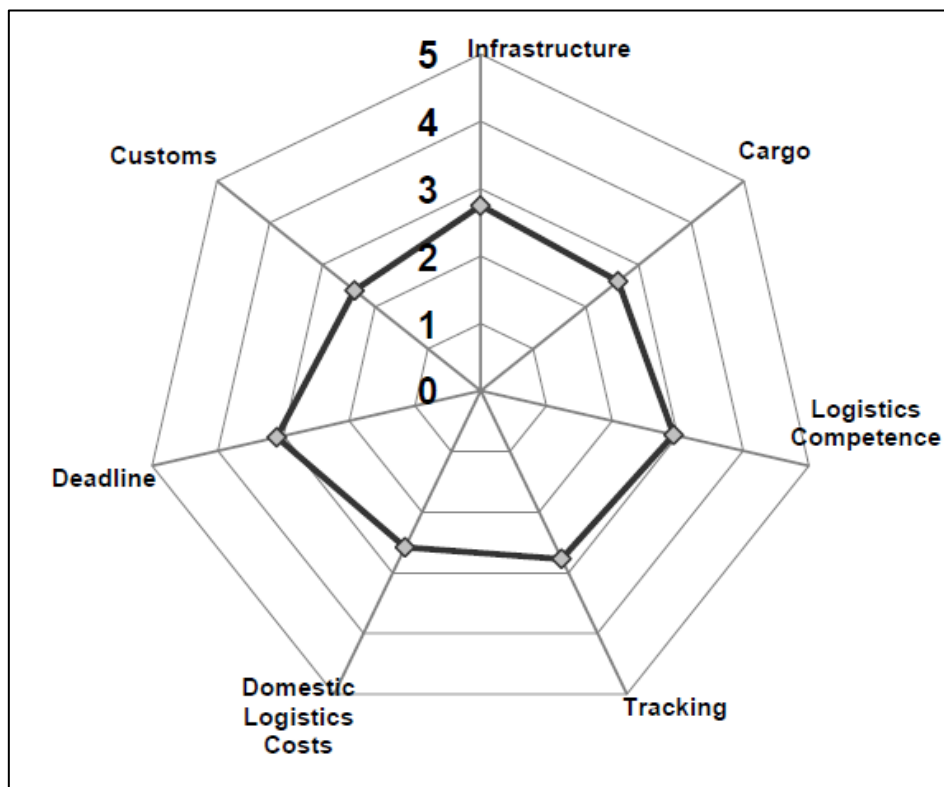 5
Infrastructure
4
Cargo
Customs
3
2
1
0
Logistics
Competence
Deadline
Domestic
Logistics
Costs
Tracking